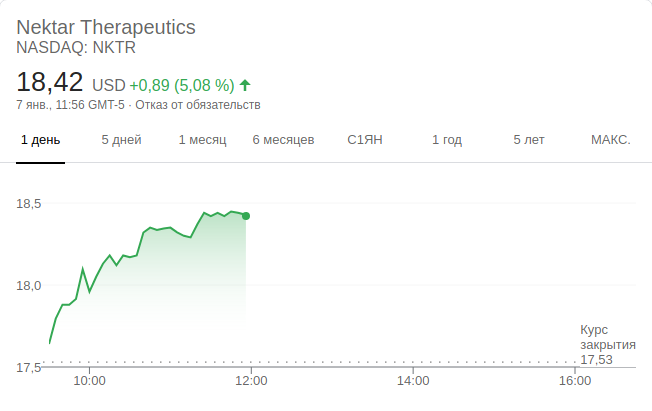 Nektar Therapeutics
NASDAQ: NKTR
18,42 USD +0,89 (5,08 %)
7 янв., 11:56 GMT-5 · Отказ от обязательств
1 день 5 дней 1 месяц 6 месяцев С1ЯН 1 год 5 лет МАКС.
18,5
18,0
Курс
закрытия
17,53
17,5
10:00 12:00 14:00 16:00